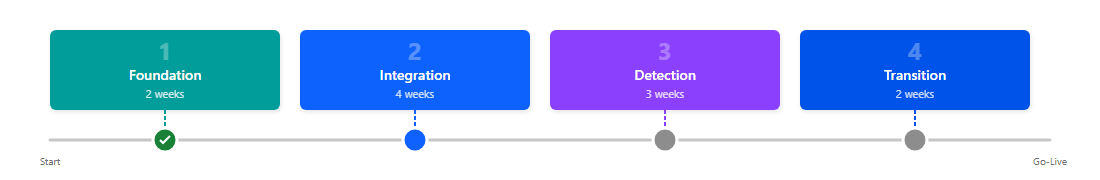 1
Foundation
2 weeks
2
Integration
4 weeks
3
Detection
3 weeks
4
Transition
2 weeks
Start
Go-Live